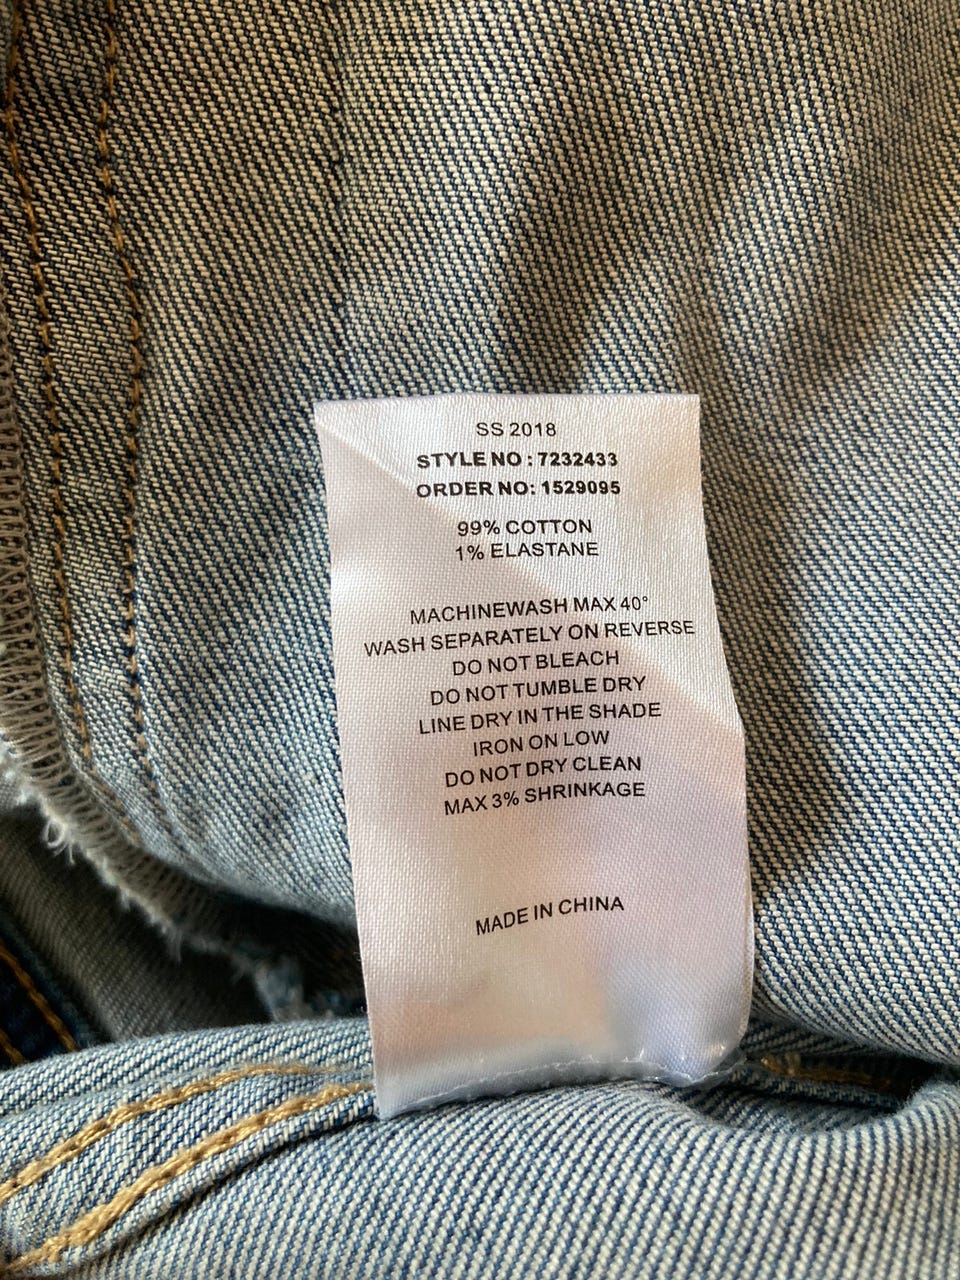 SS 2018
STYLE NO : 7232433
ORDER NO: 1529095
99% COTTON
1% ELASTANE
MACHINEWASH MAX 40°
WASH SEPARATELY ON REVERSE
DO NOT BLEACH
DO NOT TUMBLE DRY
LINE DRY IN THE SHADE
IRON ON LOW
DO NOT DRY CLEAN
MAX 3% SHRINKAGE
MADE IN CHINA